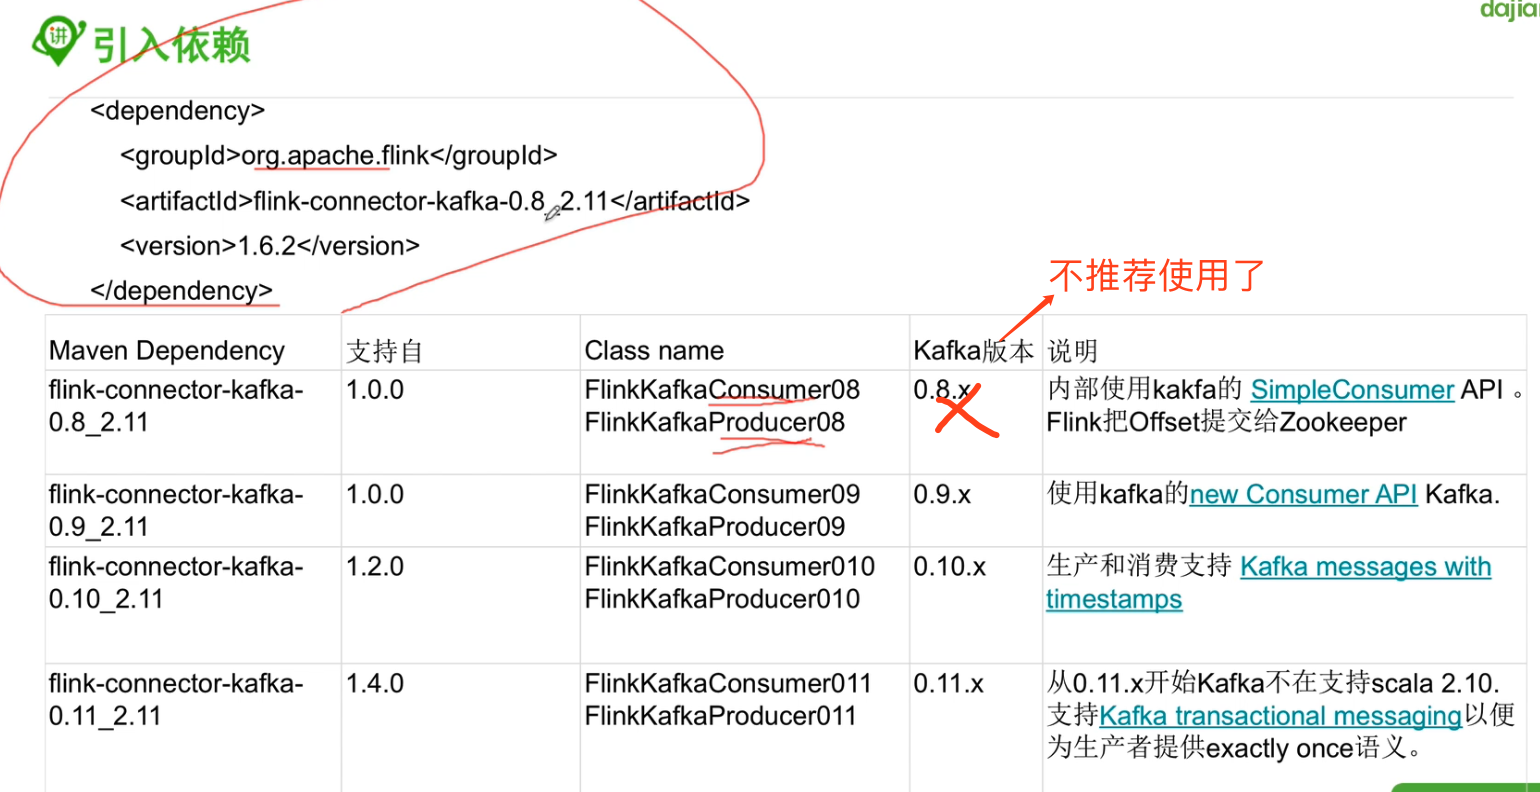 dajia
讲 引入依赖
<dependency>
<groupId>org.apache.flink</groupId>
<artifactId>flink-connector-kafka-0.8_2.11</artifactId>
<version>1.6.2</version>
</dependency>
不推荐使用了
Maven Dependency 支持自 Class name Kafka版本 说明
flink-connector-kafka- 1.0.0 FlinkKafkaConsumer08 0.8.x 内部使用kakfa的 SimpleConsumer API 。
0.8_2.11 FlinkKafkaProducer08 Flink把Offset提交给Zookeeper
flink-connector-kafka- 1.0.0 FlinkKafkaConsumer09 0.9.x 使用kafka的new Consumer API Kafka.
0.9_2.11 FlinkKafkaProducer09
flink-connector-kafka- 1.2.0 FlinkKafkaConsumer010 0.10.x 生产和消费支持 Kafka messages with
0.10_2.11 FlinkKafkaProducer010 timestamps
flink-connector-kafka- 1.4.0 FlinkKafkaConsumer011 0.11.x 从0.11.x开始Kafka不在支持scala 2.10.
0.11_2.11 FlinkKafkaProducer011 支持Kafka transactional messaging以便
为生产者提供exactly once语义。